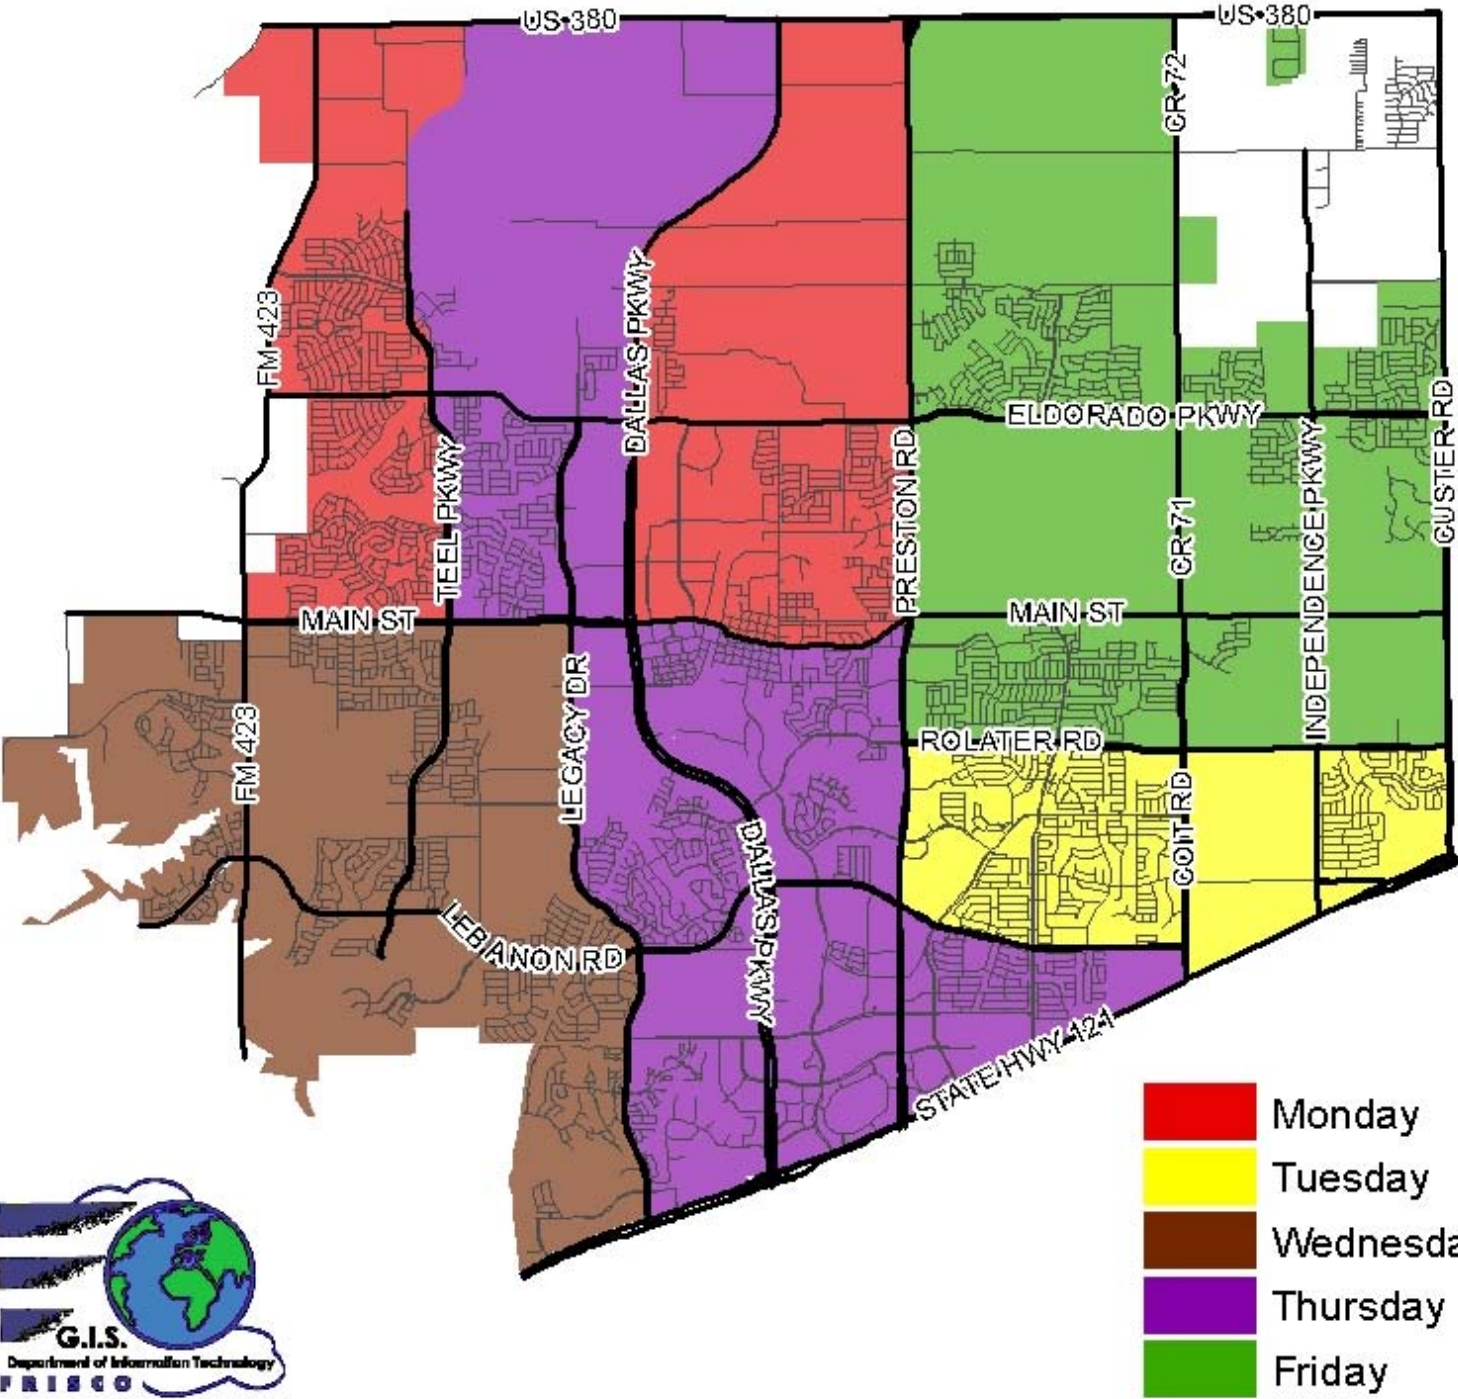 US 380
US 380
CR-72
FM 423
DALLAS PKWY
ELDORADO PKWY
TEEL PKWY
PRESTON RD
CR-71
INDEPENDENCE PKWY
CUSTER RD
MAIN ST
MAIN ST
FM 423
LEGACY DR
ROLATER RD
COIT RD
DALLAS PKWY
LEBANON RD
STATE HWY 121
Monday
Tuesday
Wednesda
Thursday
Friday
G.I.S.
Department of Information Technology
FRISCO